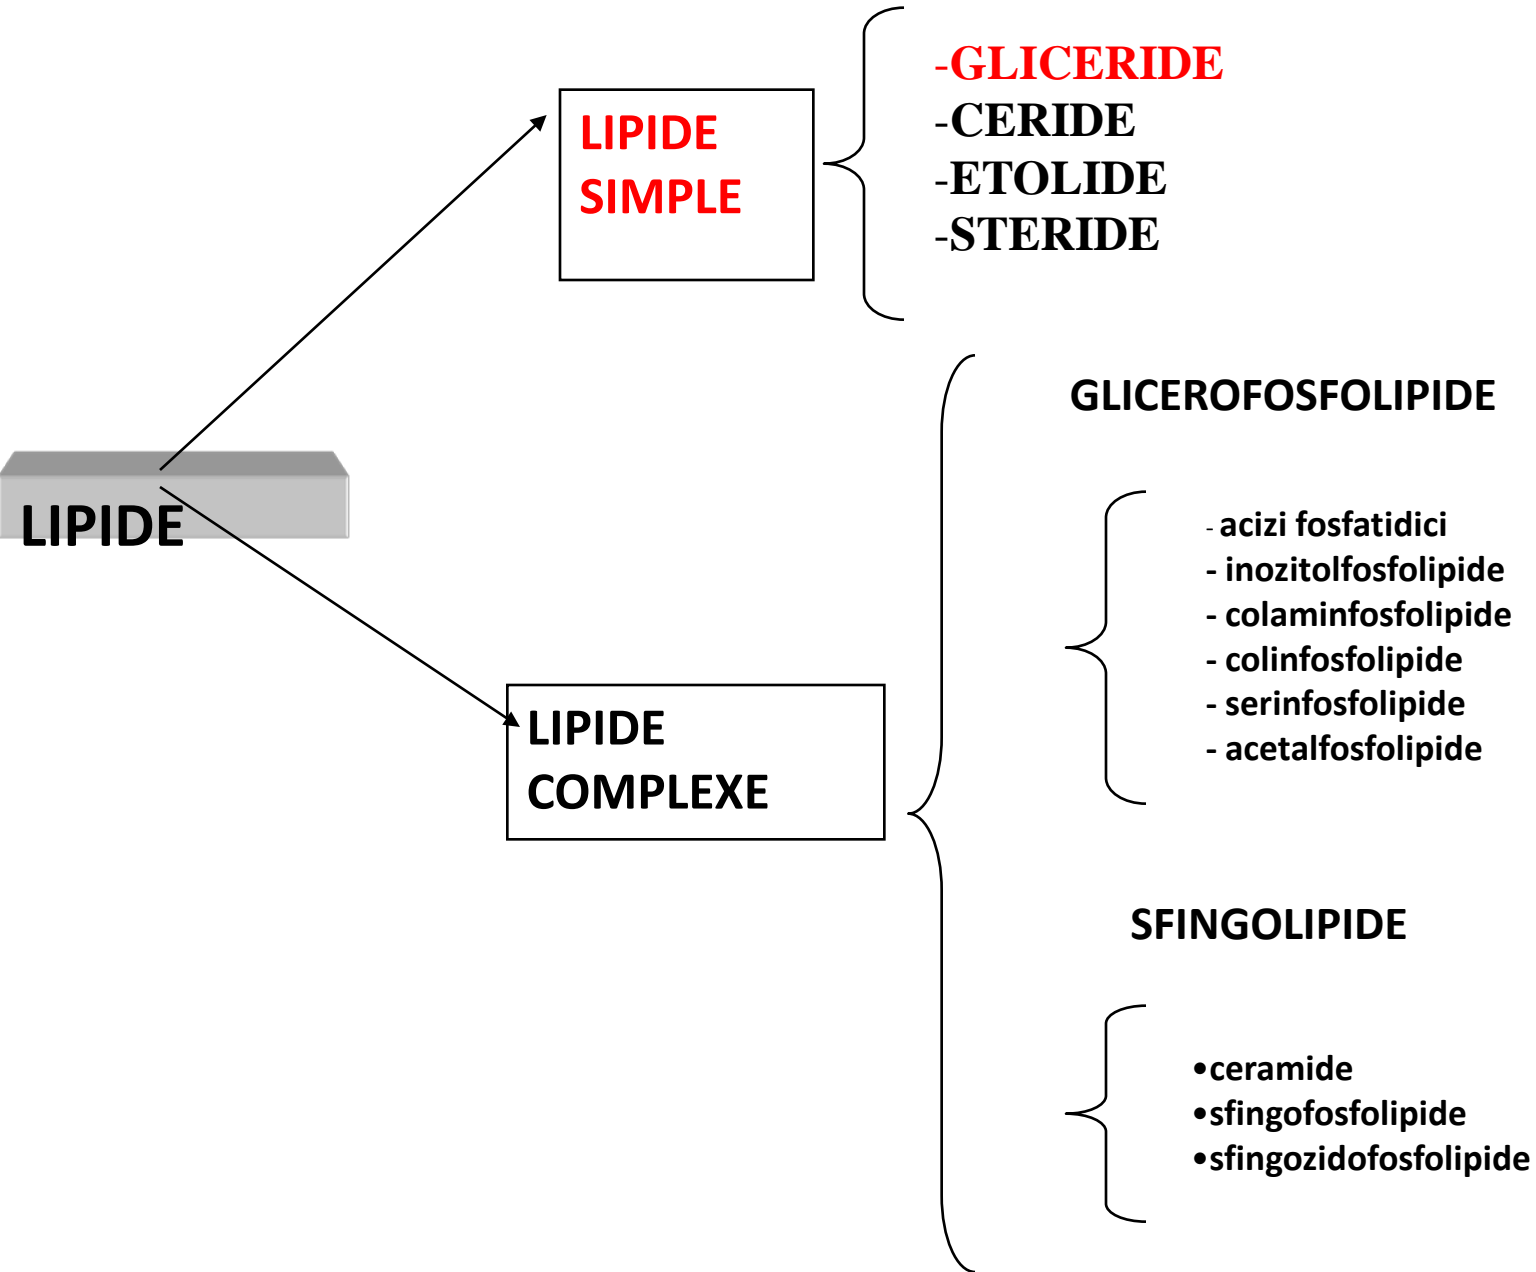 LIPIDE
LIPIDE
SIMPLE
-GLICERIDE
-CERIDE
-ETOLIDE
-STERIDE
LIPIDE
COMPLEXE
GLICEROFOSFOLIPIDE
- acizi fosfatidici
- inozitolfosfolipide
- colaminfosfolipide
- colinfosfolipide
- serinfosfolipide
- acetalfosfolipide
SFINGOLIPIDE
•ceramide
•sfingofosfolipide
•sfingozidofosfolipide